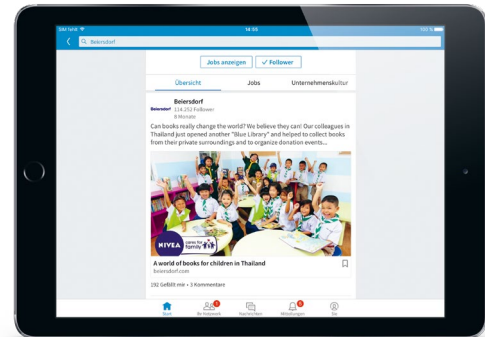 SIM fehlt 14:55
Beiersdorf
Jobs anzeigen ✓ Follower
Übersicht Jobs Unternehmenskultur
Beiersdorf
Beiersdorf 114.252 Follower
6 Monate
Can books really change the world? We believe they can! Our colleagues in
Thailand just opened another "Blue Library" and helped to collect books
from their private surroundings and to organize donation events...
NIVEA cares for family
A world of books for children in Thailand
beiersdorf.com
192 Gefällt mir • 3 Kommentare
Start Ihr Netzwerk Nachrichten Mitteilungen Sie